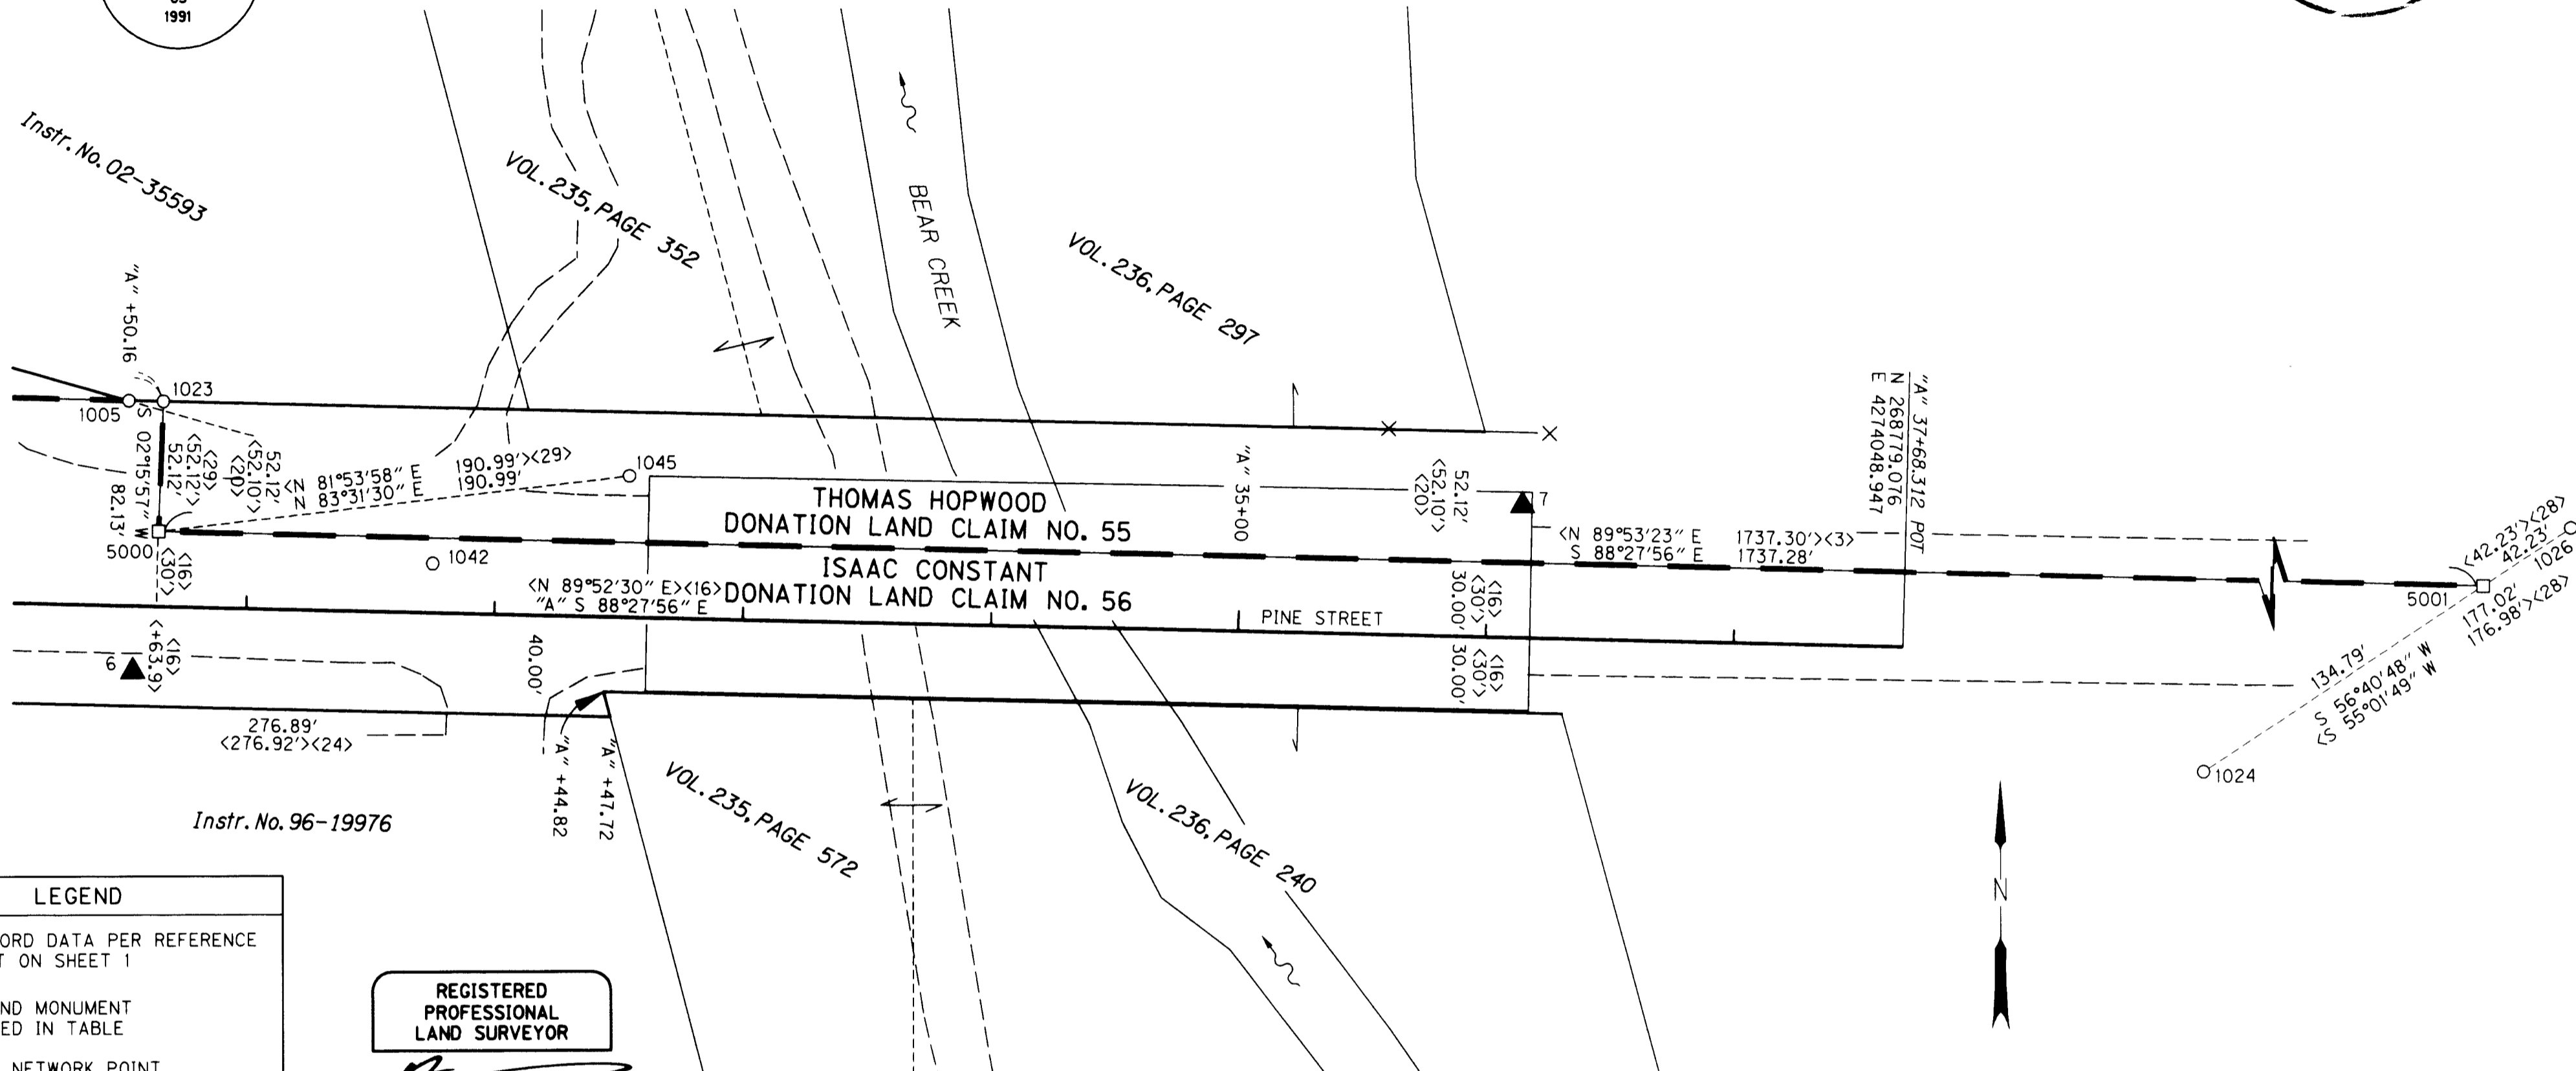 1991
Instr. No. 02-35593
VOL. 235, PAGE 352
BEAR CREEK
VOL. 236, PAGE 297
"A" +50.16
1023
1005
S 02°15'57" W
82.13'
52.12'
<52.12'>
<29>
<20>
<52.10'>
52.12'
<N 81°53'58" E 190.99'><29>
N 83°31'30" E 190.99'
1045
5000
<30'>
<16>
1042
THOMAS HOPWOOD
DONATION LAND CLAIM NO. 55
ISAAC CONSTANT
DONATION LAND CLAIM NO. 56
<N 89°52'30" E><16>
"A" S 88°27'56" E
"A" 35+00
PINE STREET
52.12'
<52.10'>
<20>
7
<N 89°53'23" E 1737.30'><3>
S 88°27'56" E 1737.28'
"A" 37+68.312 POT
N 268779.076
E 4274048.947
<16>
<30'>
30.00'
<16>
<30'>
30.00'
5001
<42.23'><28>
42.23'
1026
177.02'
176.98'><28>
134.79'
S 56°40'48" W
<S 55°01'49" W
1024
6
<16>
<+63.9>
40.00'
276.89'
<276.92'><24>
"A" +44.82
"A" +47.72
Instr. No. 96-19976
VOL. 235, PAGE 572
VOL. 236, PAGE 240
N
LEGEND
ORD DATA PER REFERENCE
T ON SHEET 1
ND MONUMENT
ED IN TABLE
NETWORK POINT
REGISTERED
PROFESSIONAL
LAND SURVEYOR